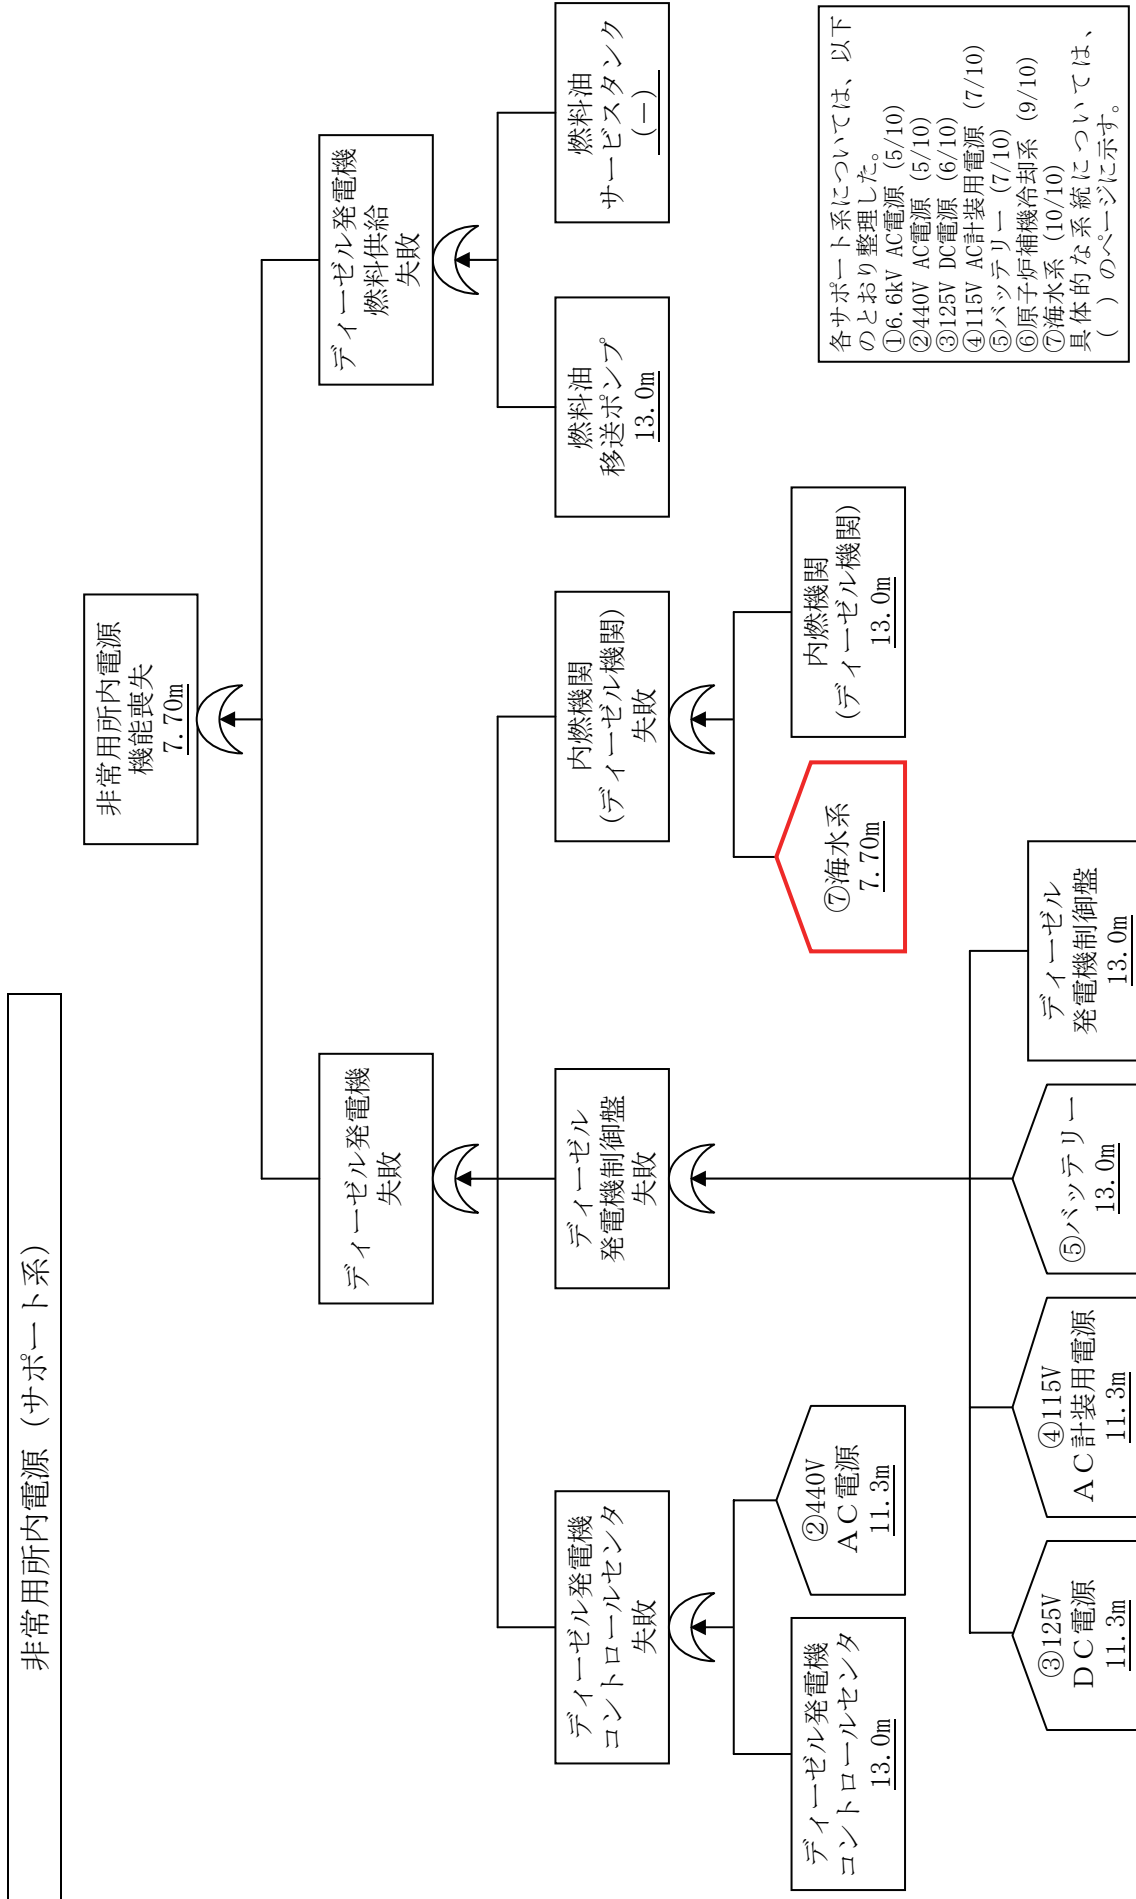 非常用所内電源（サポート系）
非常用所内電源
機能喪失
7.70m
ディーゼル発電機
失敗
ディーゼル発電機
燃料供給
失敗
ディーゼル発電機
コントロールセンタ
失敗
ディーゼル
発電機制御盤
失敗
内燃機関
(ディーゼル機関)
失敗
燃料油
移送ポンプ
13.0m
燃料油
サービスタンク
(－)
ディーゼル発電機
コントロールセンタ
13.0m
②440V
ＡＣ電源
11.3m
⑦海水系
7.70m
内燃機関
(ディーゼル機関)
13.0m
③125V
ＤＣ電源
11.3m
④115V
ＡＣ計装用電源
11.3m
⑤バッテリー
13.0m
ディーゼル
発電機制御盤
13.0m
各サポート系については、以下
のとおり整理した。
①6.6kV AC電源（5/10）
②440V AC電源（5/10）
③125V DC電源（6/10）
④115V AC計装用電源（7/10）
⑤バッテリー（7/10）
⑥原子炉補機冷却系（9/10）
⑦海水系（10/10）
具体的な系統については、
（ ）のページに示す。